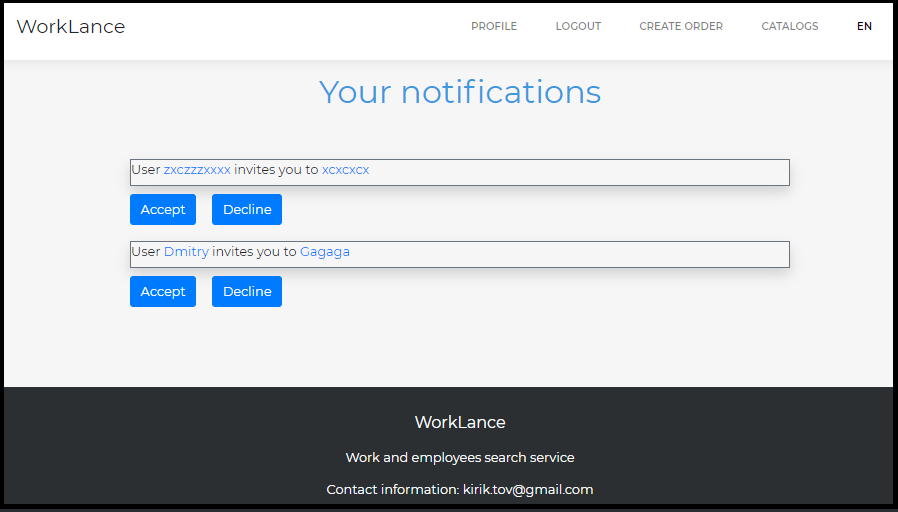 WorkLance
PROFILE LOGOUT CREATE ORDER CATALOGS EN
Your notifications
User zxczzzxxxx invites you to xcxcxcx
Accept Decline
User Dmitry invites you to Gagaga
Accept Decline
WorkLance
Work and employees search service
Contact information: kirik.tov@gmail.com